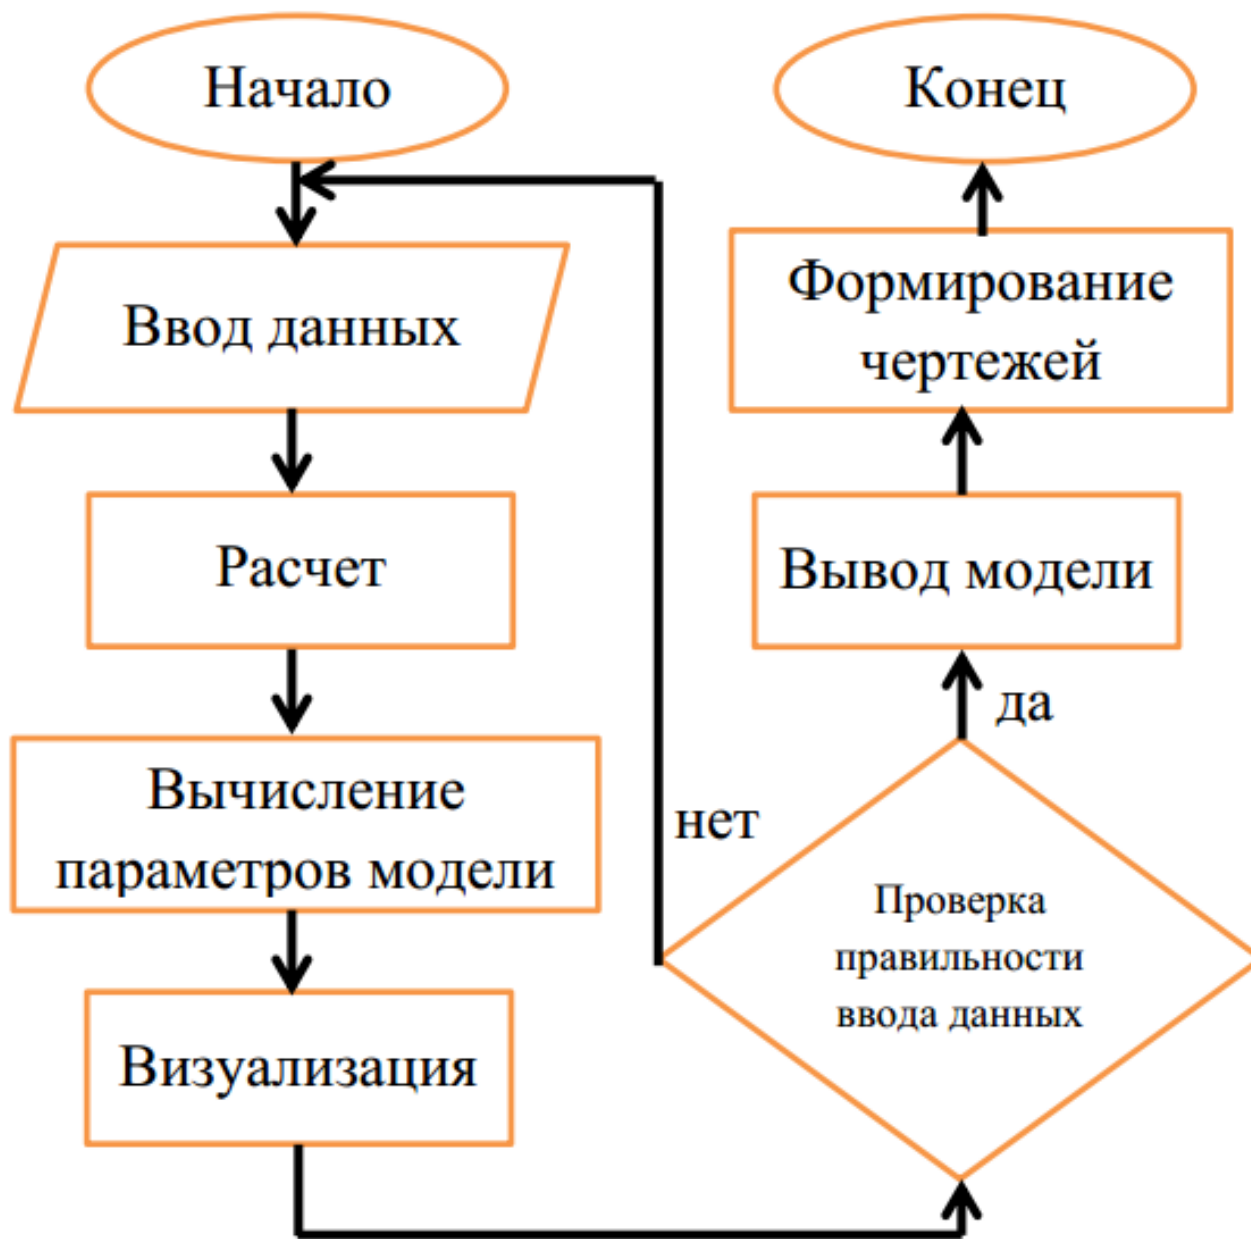 Начало
Ввод данных
Расчет
Вычисление
параметров модели
Визуализация
Проверка
правильности
ввода данных
нет
да
Вывод модели
Формирование
чертежей
Конец